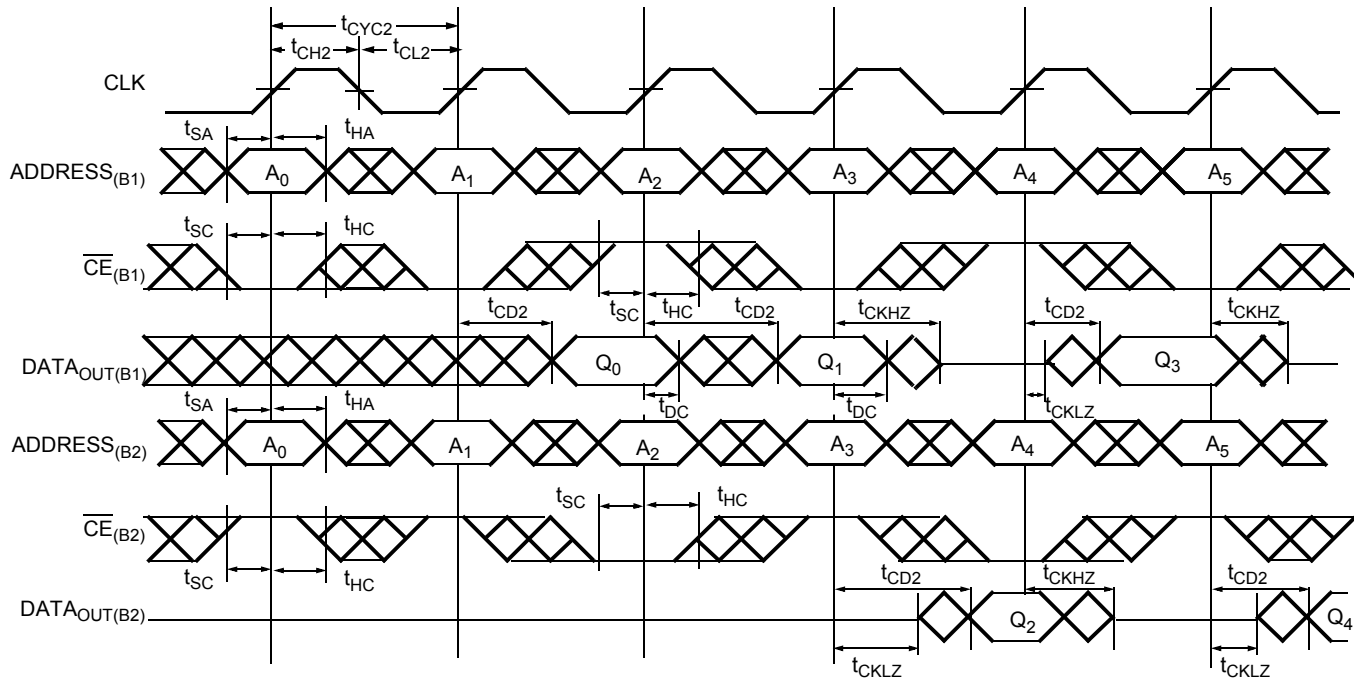 tCYC2
tCH2 tCL2
CLK
tSA tHA
ADDRESS(B1) A0 A1 A2 A3 A4 A5
tSC tHC
CE(B1)
tSC tHC
tCD2 tCD2 tCKHZ tCD2 tCKHZ
DATAOUT(B1) Q0 Q1 Q3
tSA tHA tDC tDC tCKLZ
ADDRESS(B2) A0 A1 A2 A3 A4 A5
tSC tHC
CE(B2)
tSC tHC tCD2 tCKHZ tCD2
DATAOUT(B2) Q2 Q4
tCKLZ tCKLZ